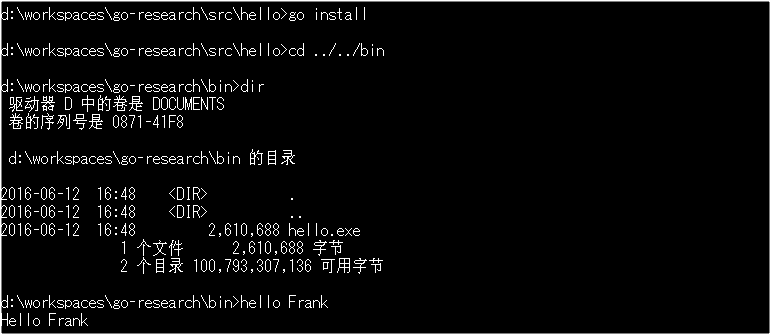 d:\workspaces\go-research\src\hello>go install
d:\workspaces\go-research\src\hello>cd ../../bin
d:\workspaces\go-research\bin>dir
驱动器 D 中的卷是 DOCUMENTS
卷的序列号是 0871-41F8
d:\workspaces\go-research\bin 的目录
2016-06-12  16:48    <DIR>          .
2016-06-12  16:48    <DIR>          ..
2016-06-12  16:48         2,610,688 hello.exe
1 个文件      2,610,688 字节
2 个目录 100,793,307,136 可用字节
d:\workspaces\go-research\bin>hello Frank
Hello Frank